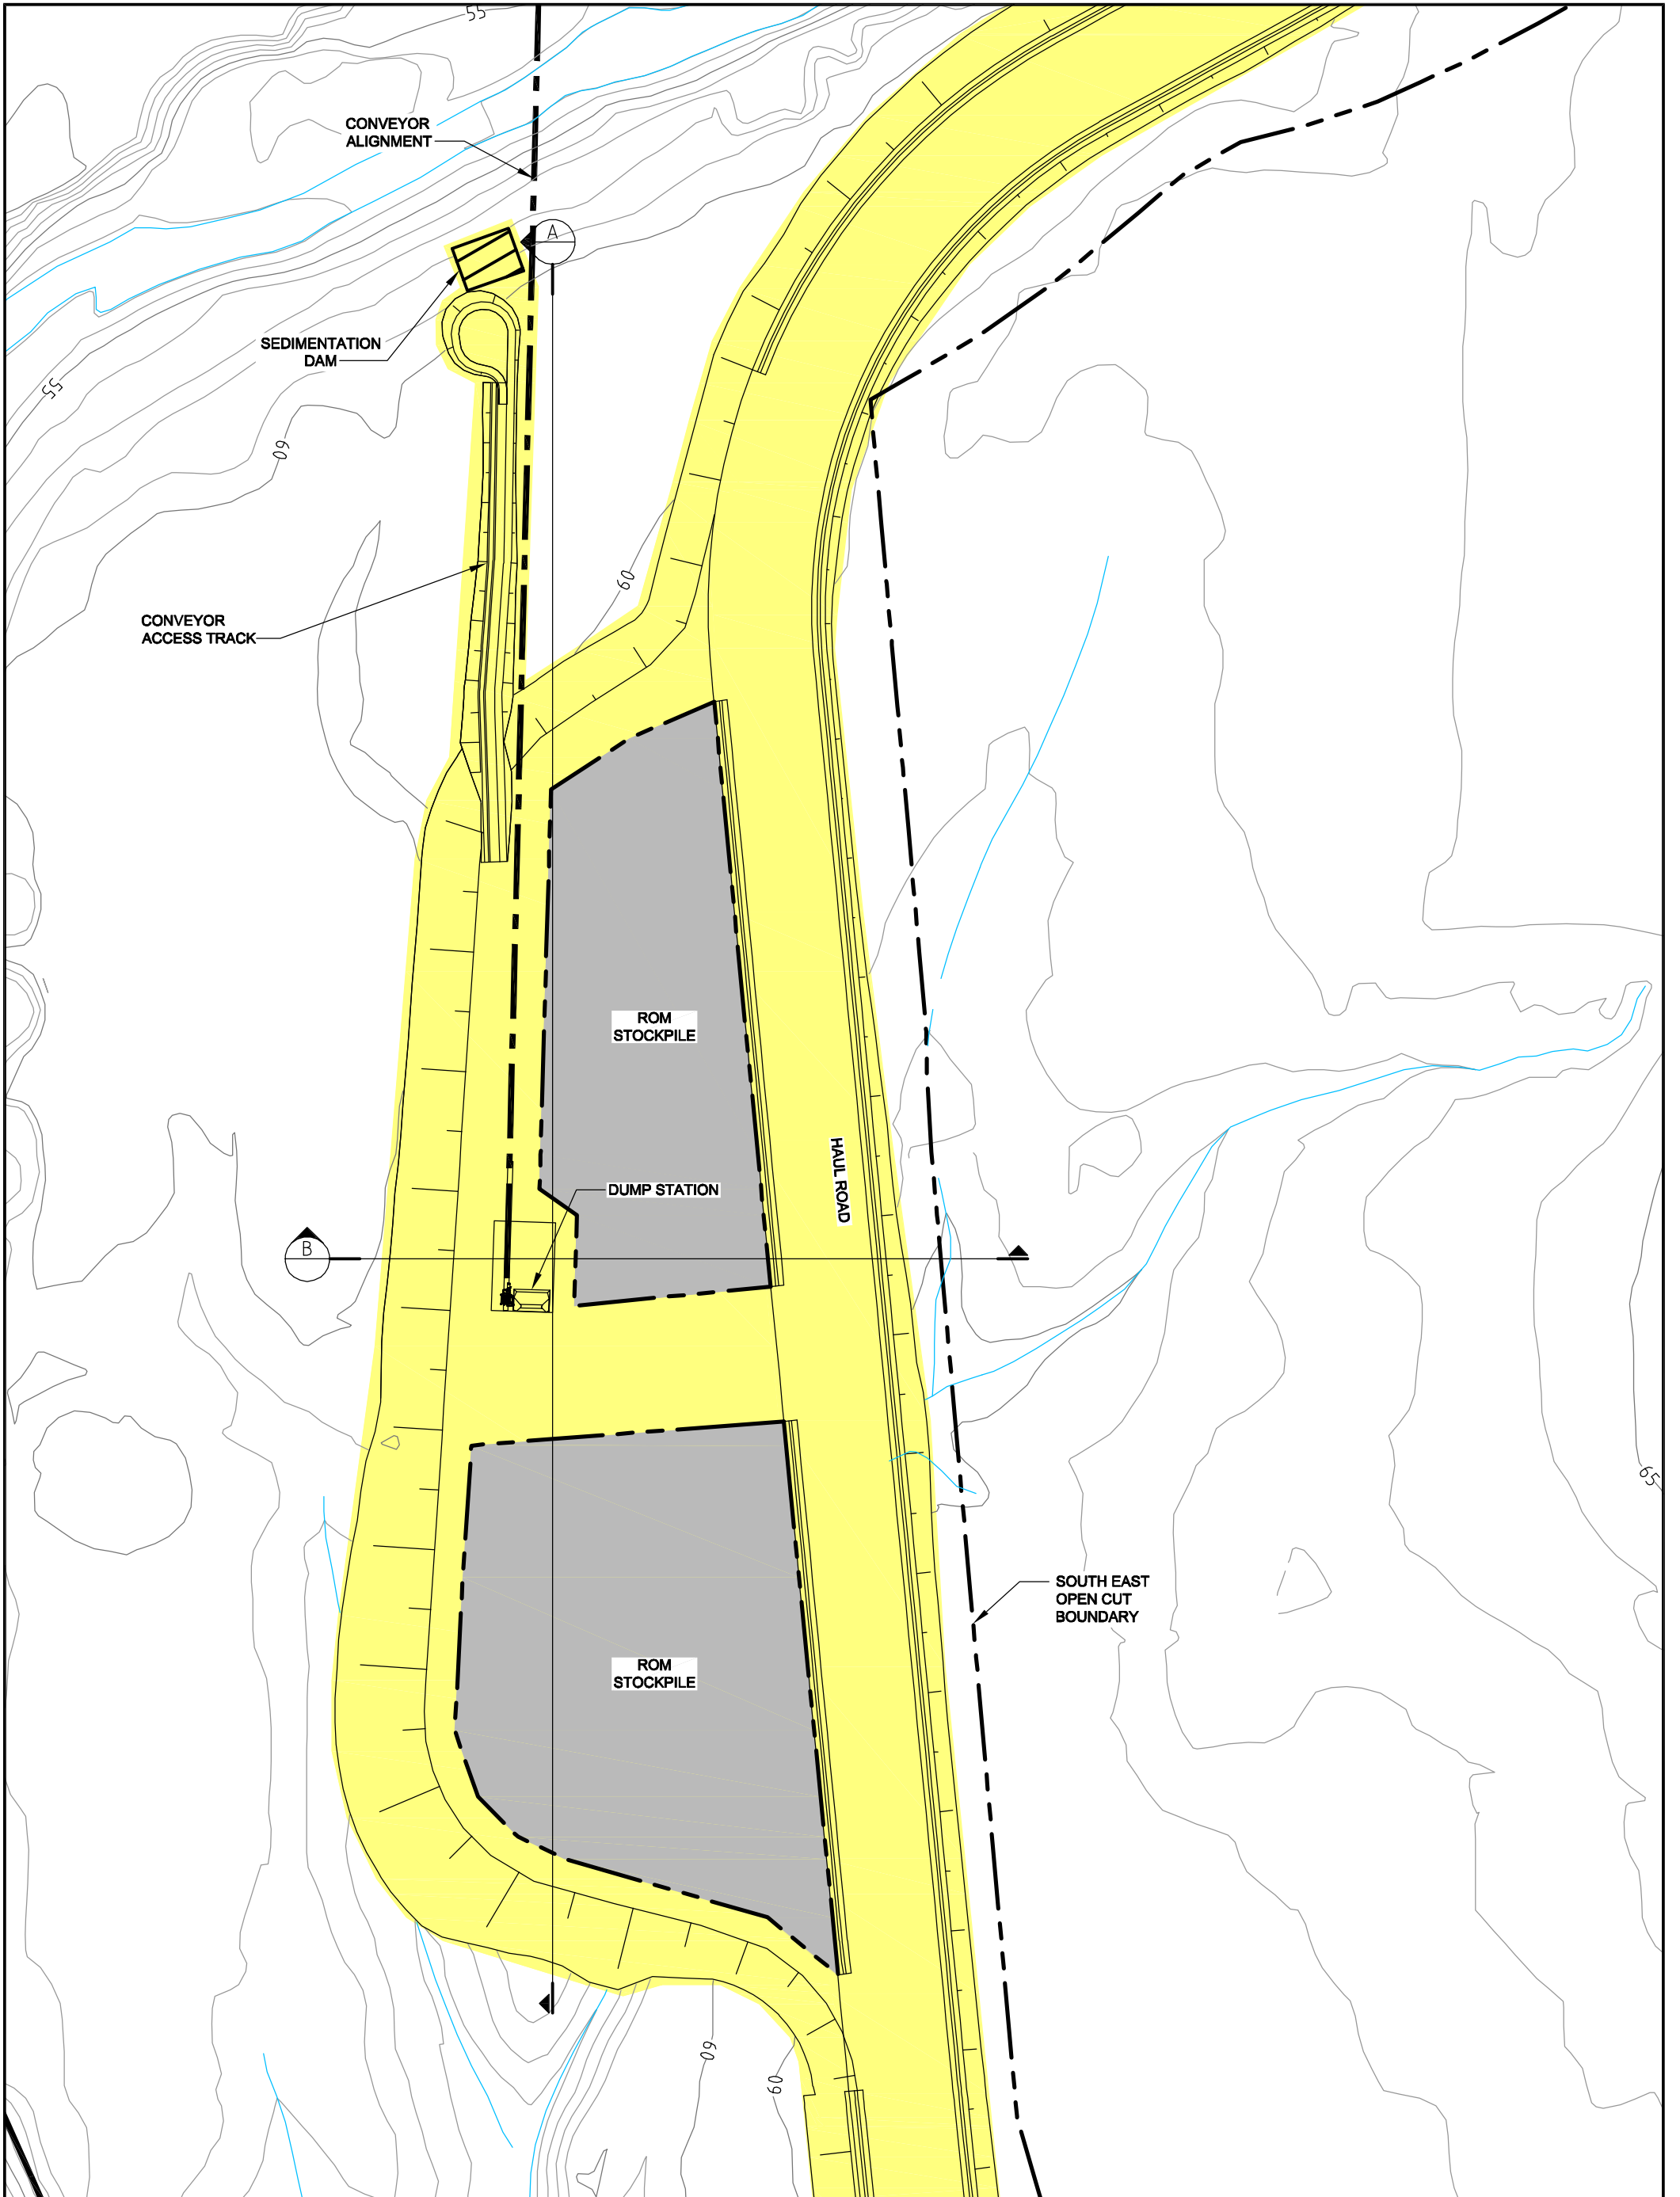 55
CONVEYOR
ALIGNMENT
A
SEDIMENTATION
DAM
55
60
60
CONVEYOR
ACCESS TRACK
ROM
STOCKPILE
HAUL ROAD
DUMP STATION
B
65
SOUTH EAST
OPEN CUT
BOUNDARY
ROM
STOCKPILE
60
60